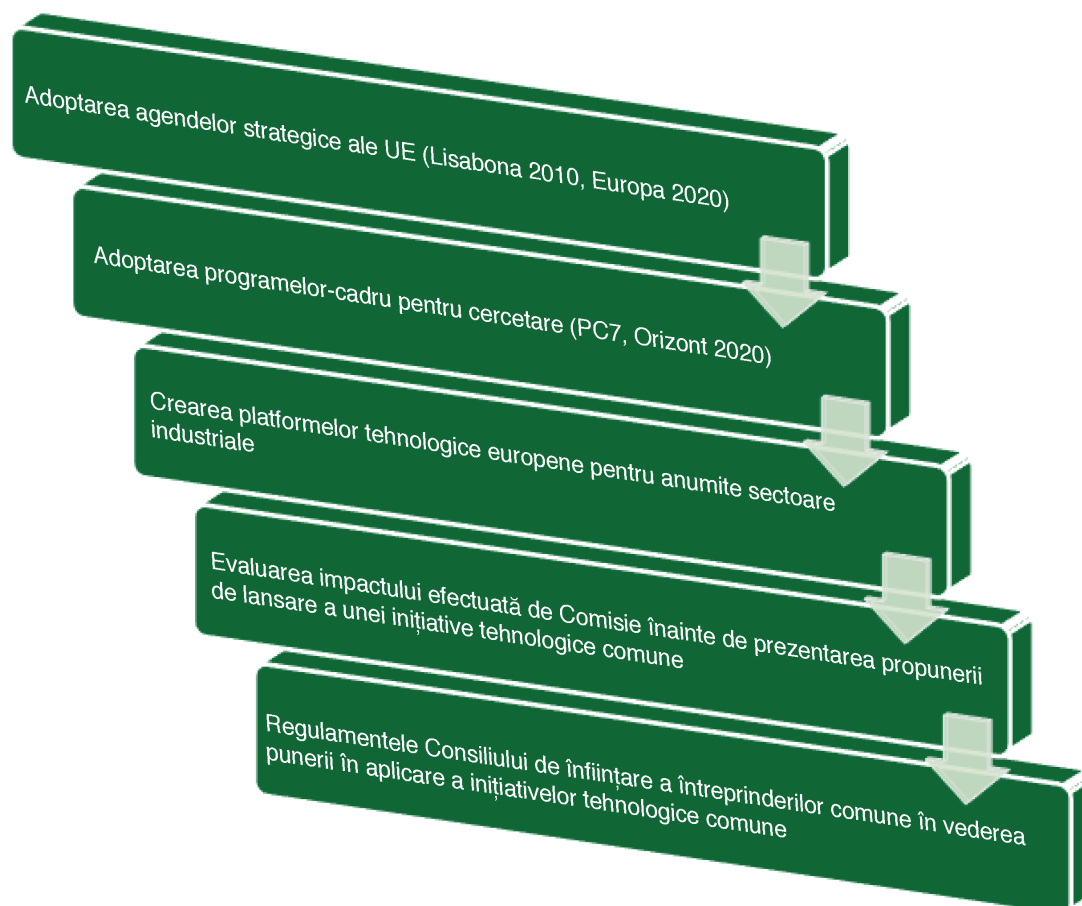 Adoptarea agendelor strategice ale UE (Lisabona 2010, Europa 2020)
Adoptarea programelor-cadru pentru cercetare (PC7, Orizont 2020)
Crearea platformelor tehnologice europene pentru anumite sectoare
industriale
Evaluarea impactului efectuată de Comisie înainte de prezentarea propunerii
de lansare a unei inițiative tehnologice comune
Regulamentele Consiliului de înființare a întreprinderilor comune în vederea
punerii în aplicare a inițiativelor tehnologice comune